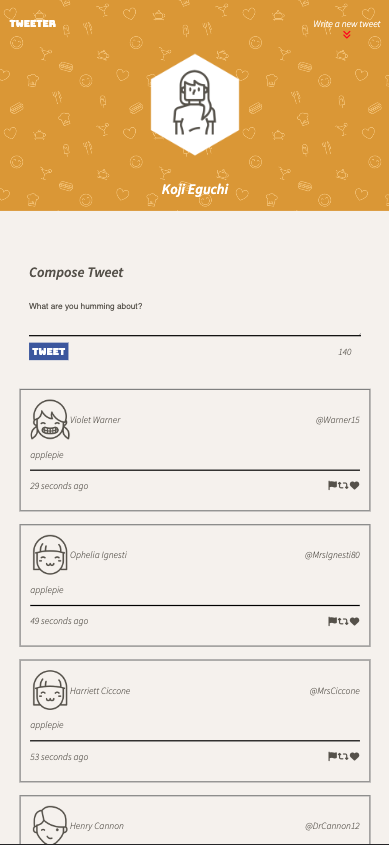 TWEETER
Write a new tweet
Koji Eguchi
Compose Tweet
What are you humming about?
TWEET
140
Violet Warner
@Warner15
applepie
29 seconds ago
Ophelia Ignesti
@MrsIgnesti80
applepie
49 seconds ago
Harriett Ciccone
@MrsCiccone
applepie
53 seconds ago
Henry Cannon
@DrCannon12